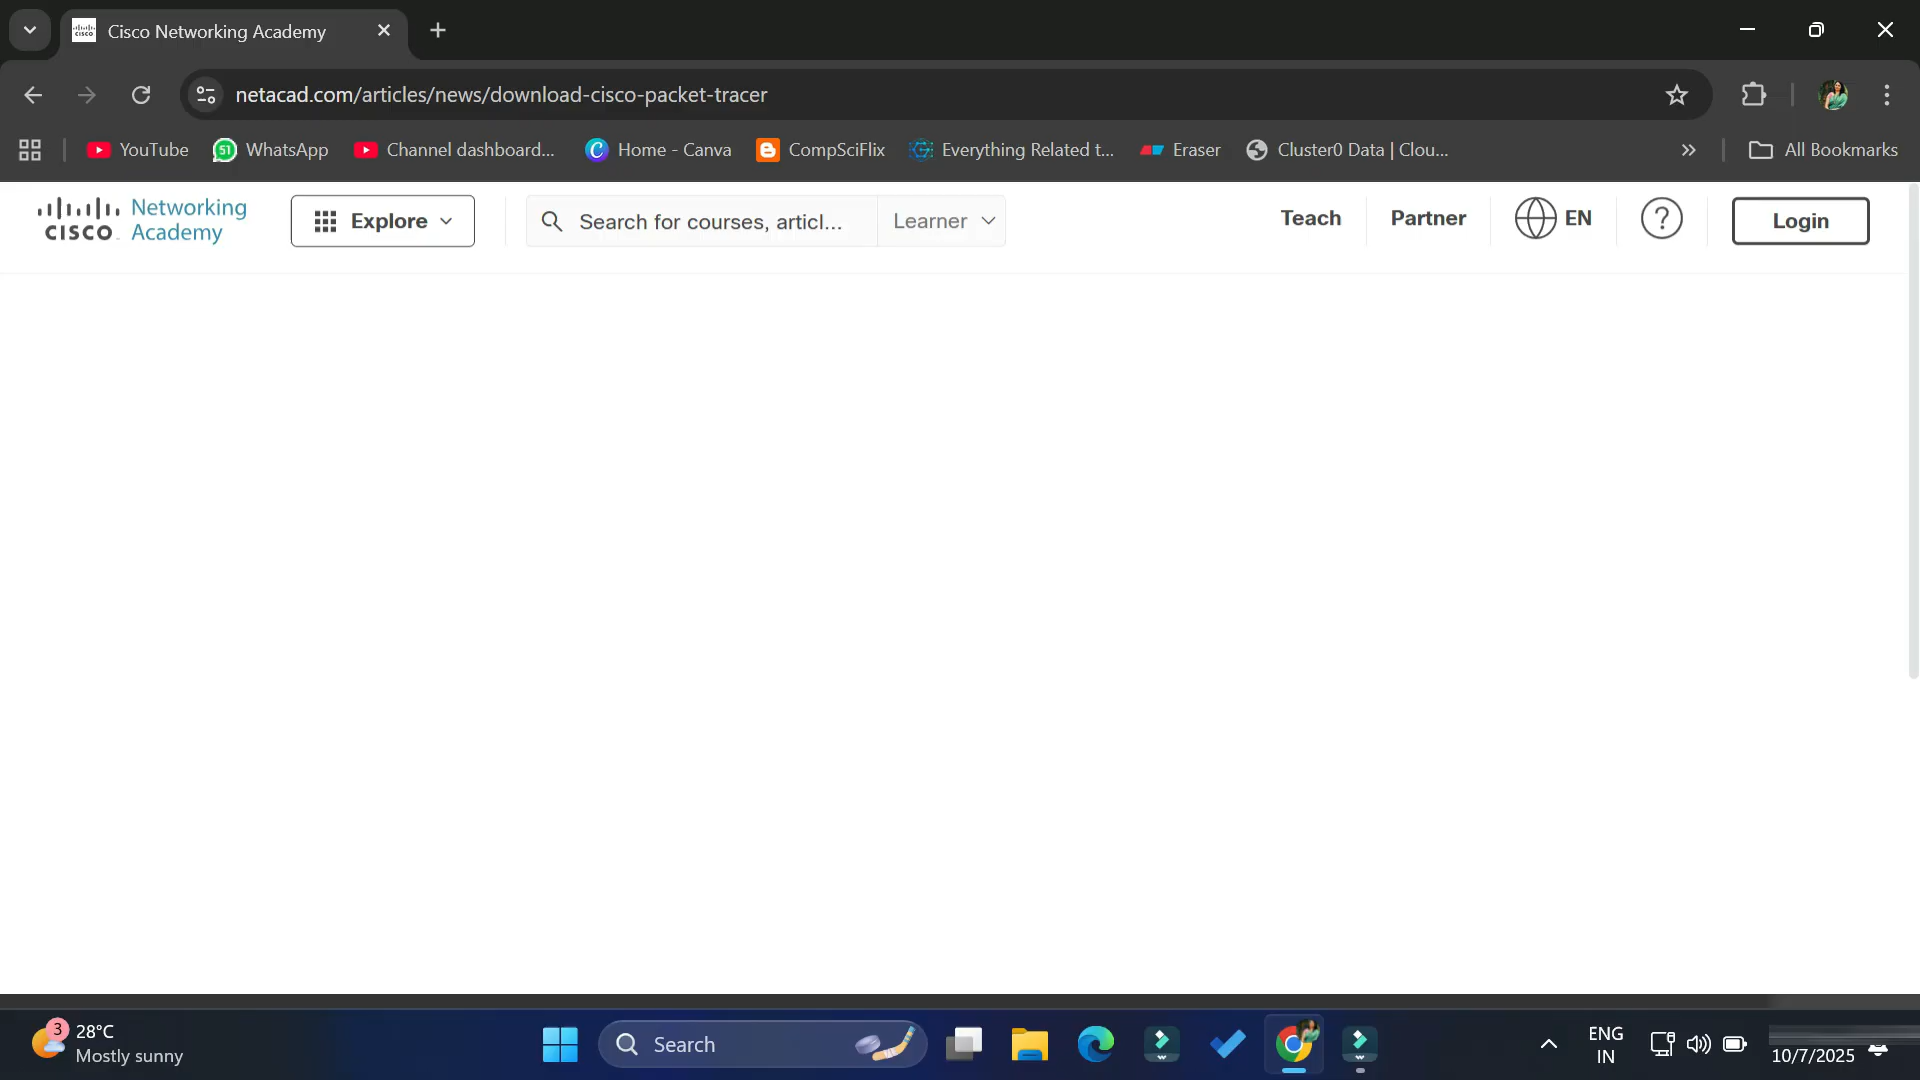 Cisco Networking Academy
netacad.com/articles/news/download-cisco-packet-tracer
YouTube
51
WhatsApp
Channel dashboard...
Home - Canva
CompSciFlix
Everything Related t...
Eraser
Cluster0 Data | Clou...
All Bookmarks
CISCO
Networking
Academy
Explore
Search for courses, articl...
Learner
Teach
Partner
EN
?
Login
3
28°C
Mostly sunny
Search
ENG
IN
10/7/2025